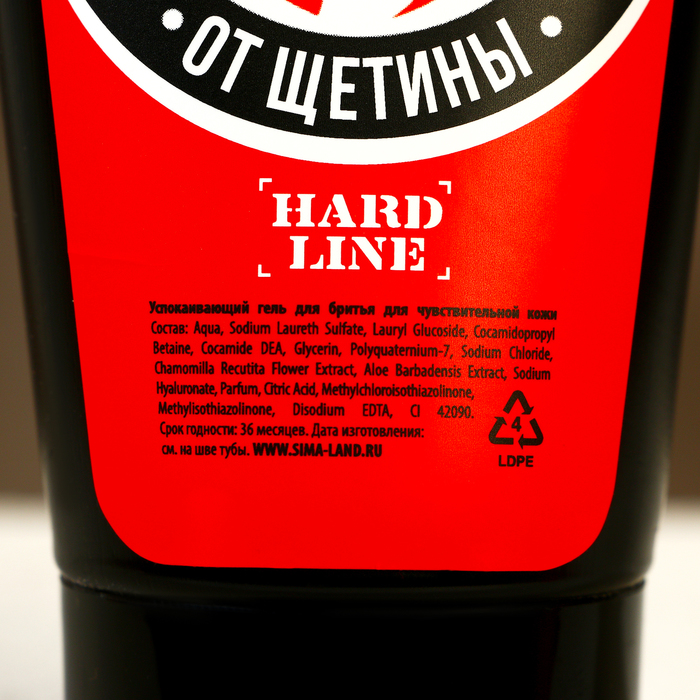 • ОТ ЩЕТИНЫ •
HARD
LINE
Успокаивающий гель для бритья для чувствительной кожи
Состав: Aqua, Sodium Laureth Sulfate, Lauryl Glucoside, Cocamidopropyl
Betaine, Cocamide DEA, Glycerin, Polyquaternium-7, Sodium Chloride,
Chamomilla Recutita Flower Extract, Aloe Barbadensis Extract, Sodium
Hyaluronate, Parfum, Citric Acid, Methylchloroisothiazolinone,
Methylisothiazolinone, Disodium EDTA, CI 42090.
Срок годности: 36 месяцев. Дата изготовления:
см. на шве тубы. WWW.SIMA-LAND.RU
4
LDPE